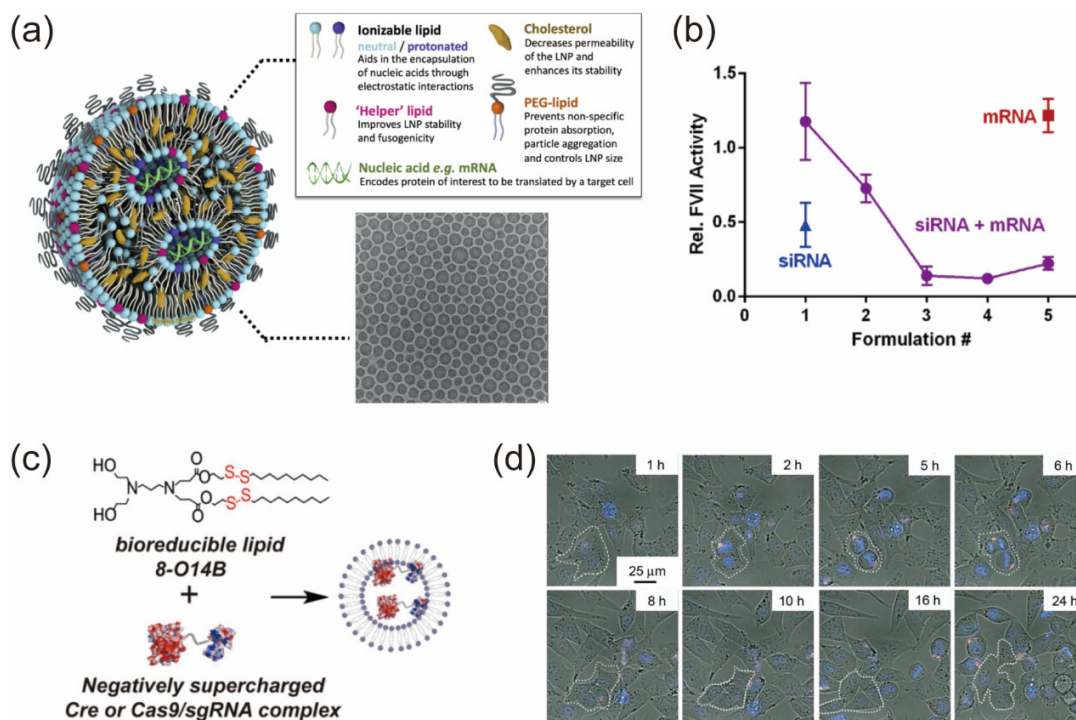 (a)
Ionizable lipid
neutral / protonated
Aids in the encapsulation
of nucleic acids through
electrostatic interactions
Cholesterol
Decreases permeability
of the LNP and
enhances its stability
'Helper' lipid
Improves LNP stability
and fusogenicity
PEG-lipid
Prevents non-specific
protein absorption,
particle aggregation
and controls LNP size
Nucleic acid e.g. mRNA
Encodes protein of interest to be translated by a target cell
(b)
Rel. FVII Activity
1.5
1.0
0.5
0.0
mRNA
siRNA + mRNA
siRNA
0 1 2 3 4 5
Formulation #
(c)
HO
N
N
HO
O
O
S
S
O
O
S
S
bioreducible lipid
8-O14B
+
Negatively supercharged
Cre or Cas9/sgRNA complex
(d)
1 h
2 h
5 h
6 h
25 μm
8 h
10 h
16 h
24 h